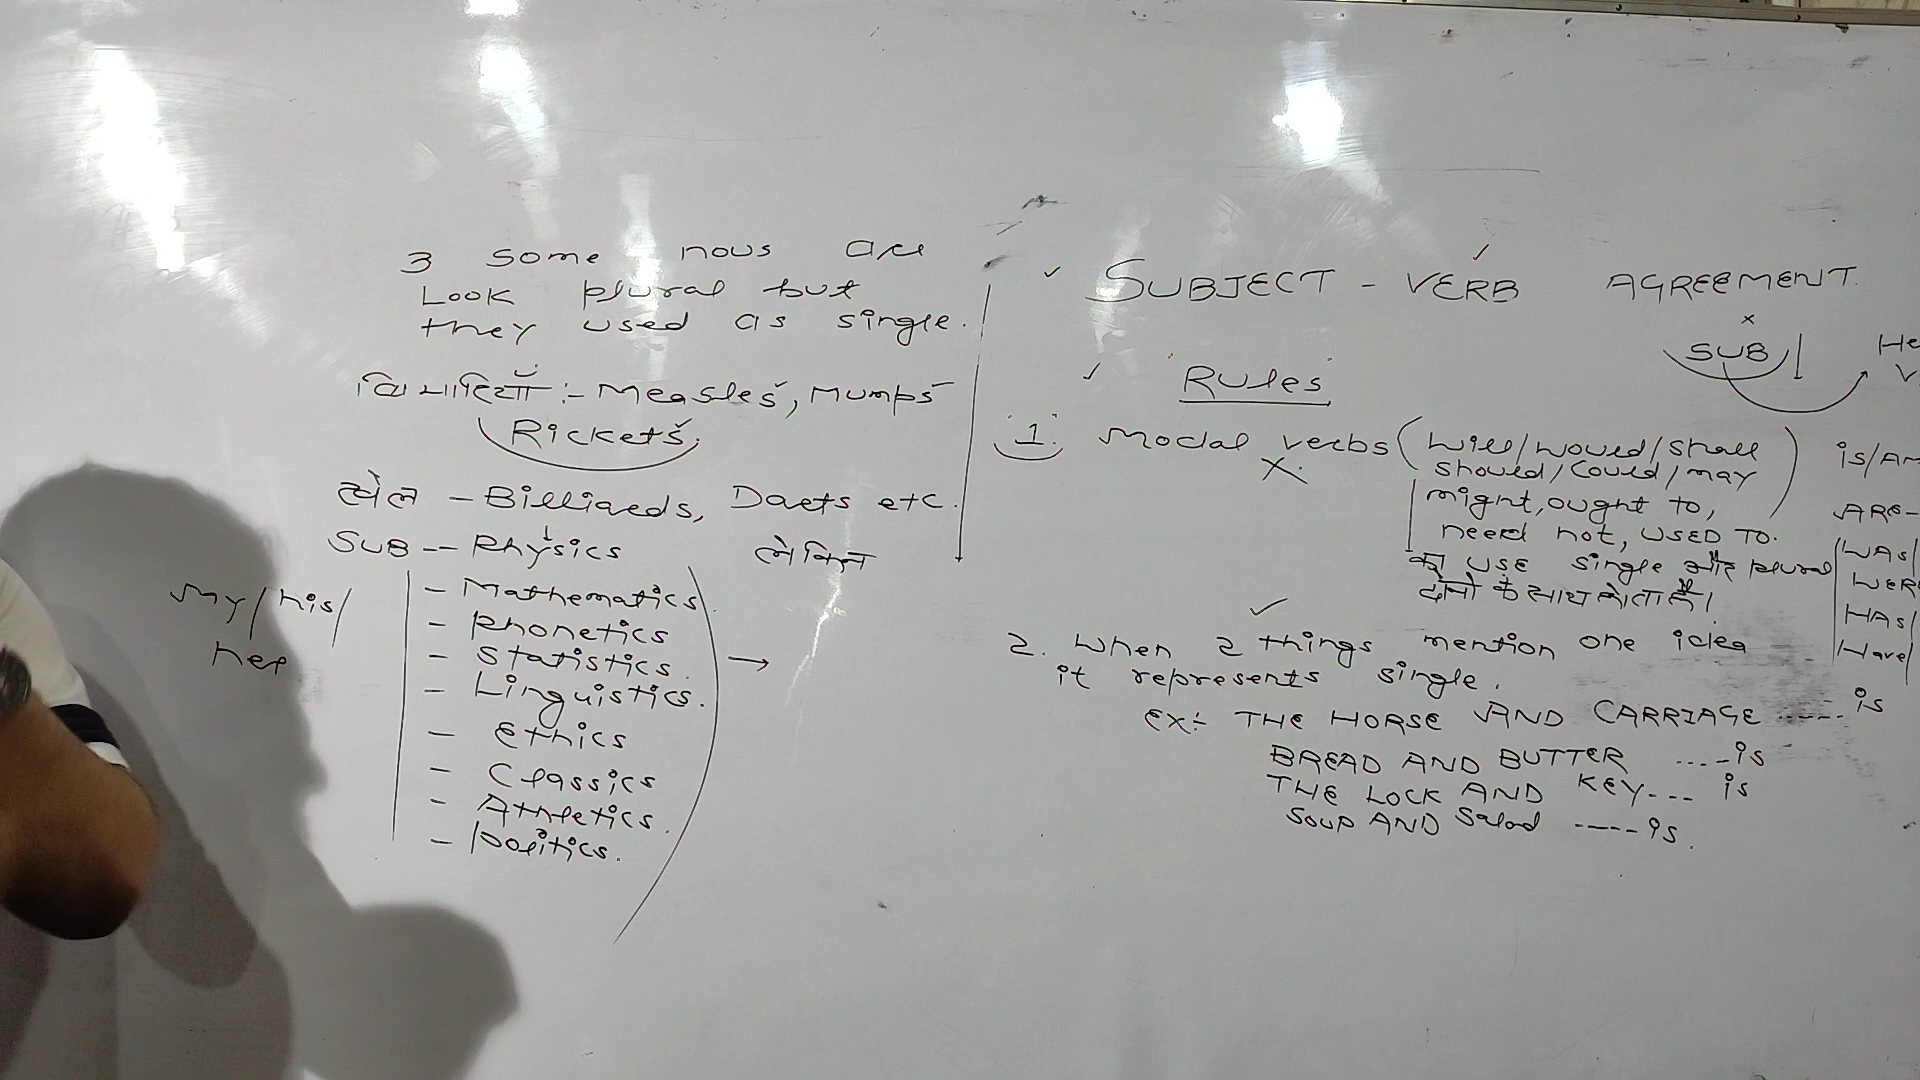 ✓ SUBJECT - VERB AGREEMENT.
SUB
He
V
Rules
1. Modal verbs (will/would/shall
should/could/may
might, ought to,
need not, USED TO.
का USE single और plural
दोनो के साथ होता है।
is/AM
ARE-
WAS/
WERE
HAS/
Have/
2. When 2 things mention one idea
it represents single.
EX:- THE HORSE AND CARRIAGE ----- is
BREAD AND BUTTER ----is
THE LOCK AND KEY--- is
SOUP AND Salad ----- is.
3 some nous are
Look plural but
they used as single.
:- Measles, Mumps
Rickets,
खेल - Billiards, Darts etc.
SUB -- Physics लेकिन
My/his/
her
- Mathematics.
- Phonetics
- Statistics.
- Linguistics.
- Ethics
- Classics
- Athletics.
- Politics.